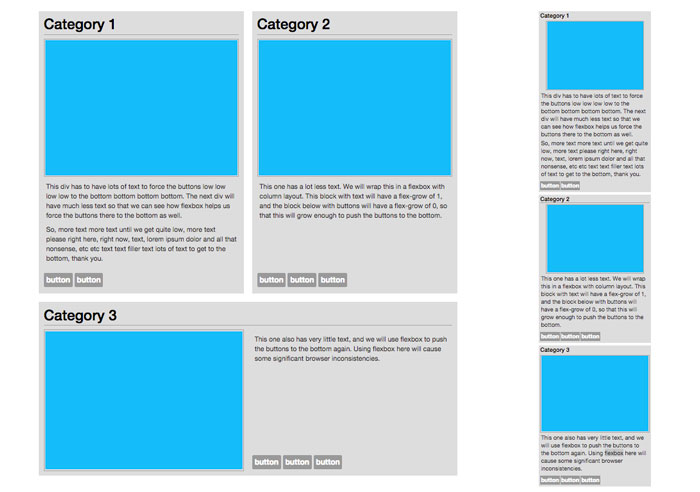 Category 1
This div has to have lots of text to force the buttons low low
low low to the bottom bottom bottom bottom. The next div will
have much less text so that we can see how flexbox helps us
force the buttons there to the bottom as well.
So, more text more text until we get quite low, more text
please right here, right now, text, lorem ipsum dolor and all that
nonsense, etc etc text text filler text lots of text to get to the
bottom, thank you.
button button
Category 2
This one has a lot less text. We will wrap this in a flexbox with
column layout. This block with text will have a flex-grow of 1,
and the block below with buttons will have a flex-grow of 0, so
that this will grow enough to push the buttons to the bottom.
button button button
Category 3
This one also has very little text, and we will use flexbox to push
the buttons to the bottom again. Using flexbox here will cause
some significant browser inconsistencies.
button button button
Category 1
This div has to have lots of text to force
the buttons low low low low to the
bottom bottom bottom bottom. The next
div will have much less text so that we
can see how flexbox helps us force the
buttons there to the bottom as well.
So, more text more text until we get quite
low, more text please right here, right
now, text, lorem ipsum dolor and all that
nonsense, etc etc text text filler text lots
of text to get to the bottom, thank you.
button button
Category 2
This one has a lot less text. We will wrap
this in a flexbox with column layout. This
block with text will have a flex-grow of 1,
and the block below with buttons will
have a flex-grow of 0, so that this will
grow enough to push the buttons to the
bottom.
button button button
Category 3
This one also has very little text, and we
will use flexbox to push the buttons to
the bottom again. Using flexbox here will
cause some significant browser
inconsistencies.
button button button